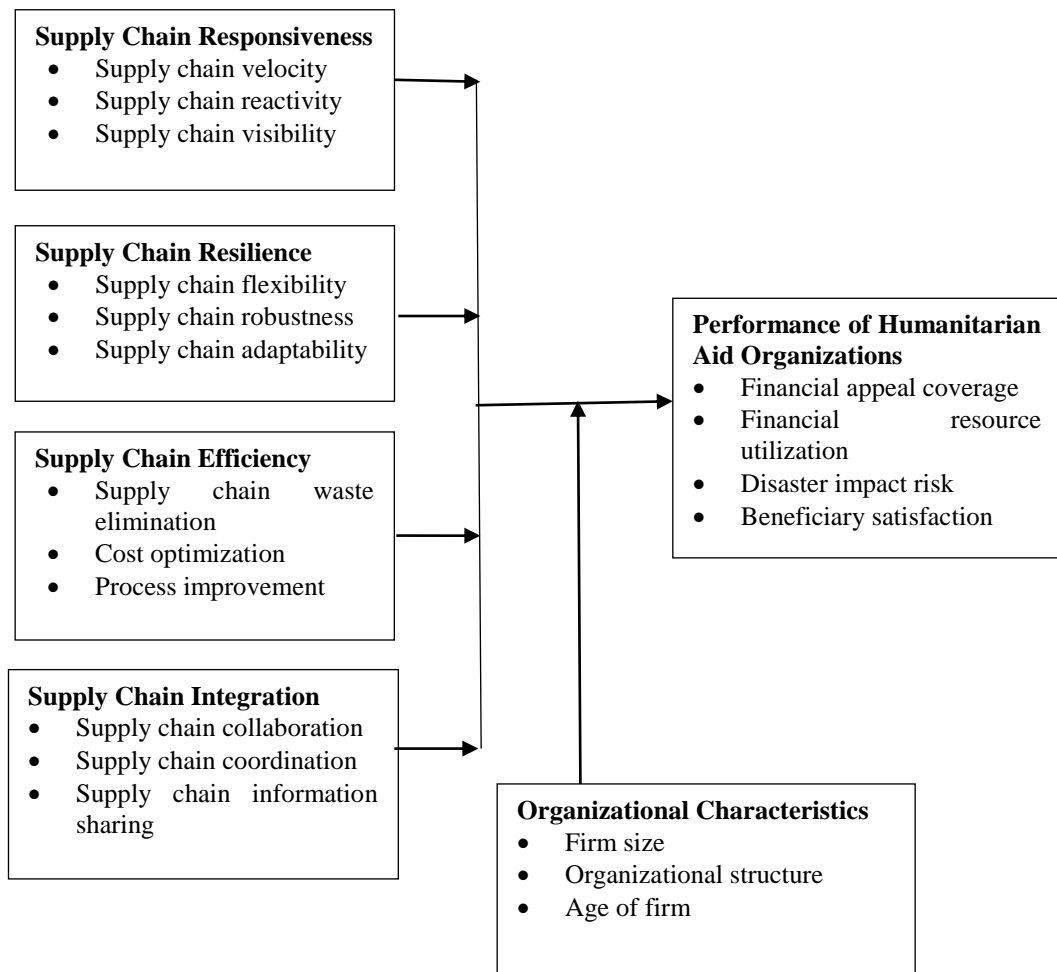 Supply Chain Responsiveness
• Supply chain velocity
• Supply chain reactivity
• Supply chain visibility
Supply Chain Resilience
• Supply chain flexibility
• Supply chain robustness
• Supply chain adaptability
Supply Chain Efficiency
• Supply chain waste
elimination
• Cost optimization
• Process improvement
Supply Chain Integration
• Supply chain collaboration
• Supply chain coordination
• Supply chain information
sharing
Performance of Humanitarian
Aid Organizations
• Financial appeal coverage
• Financial resource
utilization
• Disaster impact risk
• Beneficiary satisfaction
Organizational Characteristics
• Firm size
• Organizational structure
• Age of firm